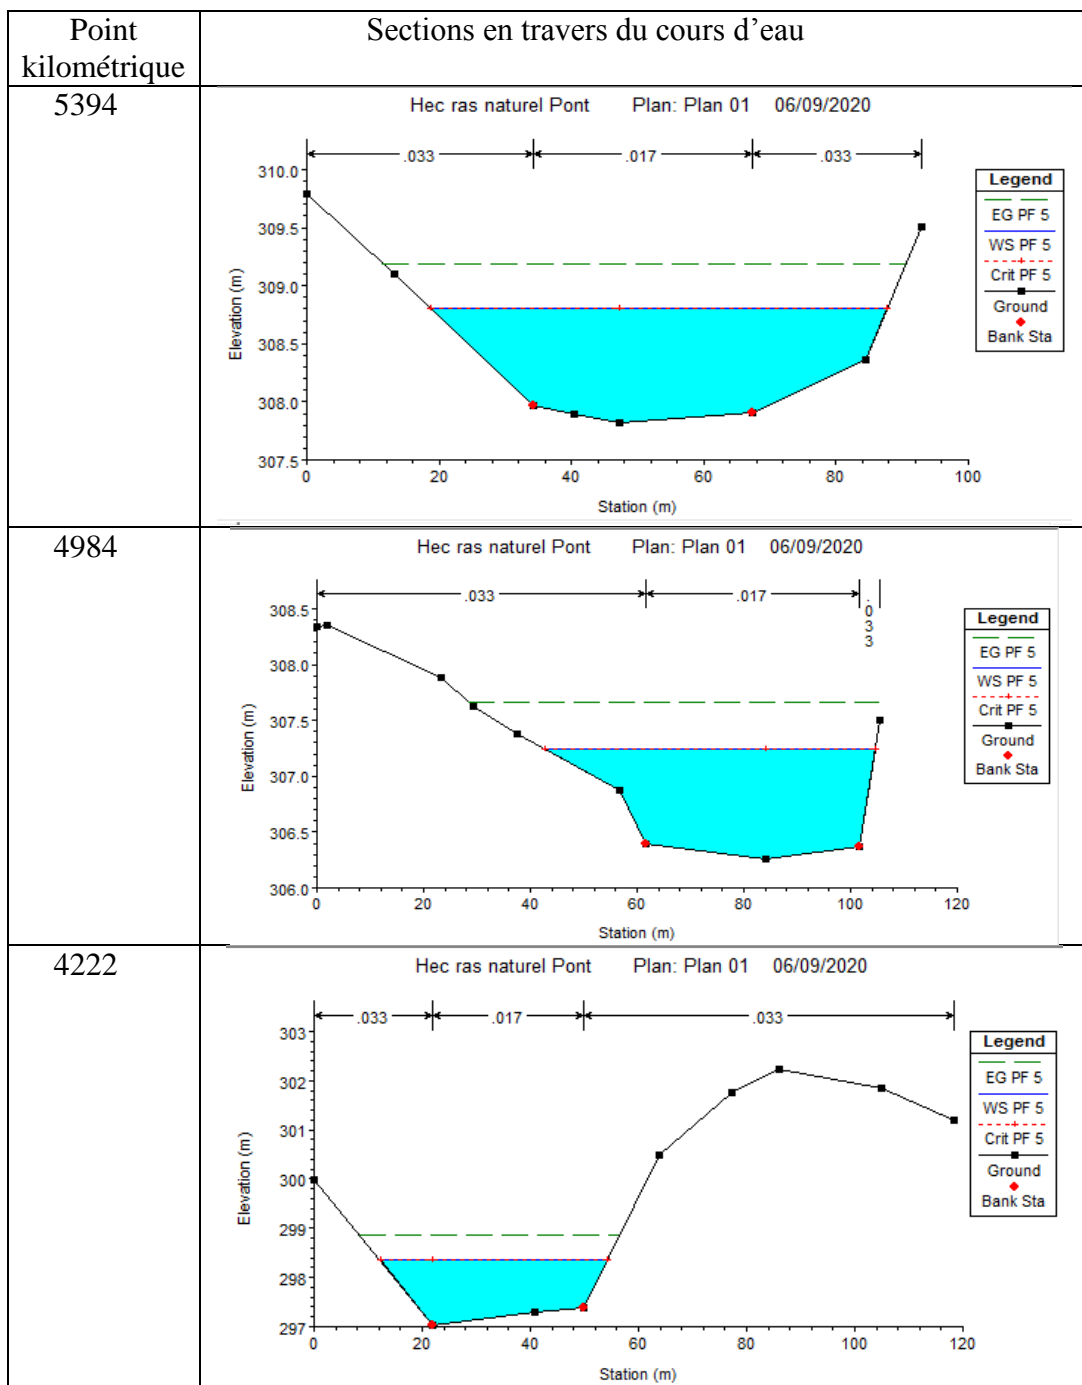 Point kilométrique
Sections en travers du cours d'eau
5394
Hec ras naturel Pont Plan: Plan 01 06/09/2020
.033 .017 .033
310.0
309.5
309.0
308.5
308.0
307.5
Elevation (m)
0 20 40 60 80 100
Station (m)
Legend
EG PF 5
WS PF 5
Crit PF 5
Ground
Bank Sta
4984
Hec ras naturel Pont Plan: Plan 01 06/09/2020
.033 .017 .033
308.5
308.0
307.5
307.0
306.5
306.0
Elevation (m)
0 20 40 60 80 100 120
Station (m)
Legend
EG PF 5
WS PF 5
Crit PF 5
Ground
Bank Sta
4222
Hec ras naturel Pont Plan: Plan 01 06/09/2020
.033 .017 .033
303
302
301
300
299
298
297
Elevation (m)
0 20 40 60 80 100 120
Station (m)
Legend
EG PF 5
WS PF 5
Crit PF 5
Ground
Bank Sta